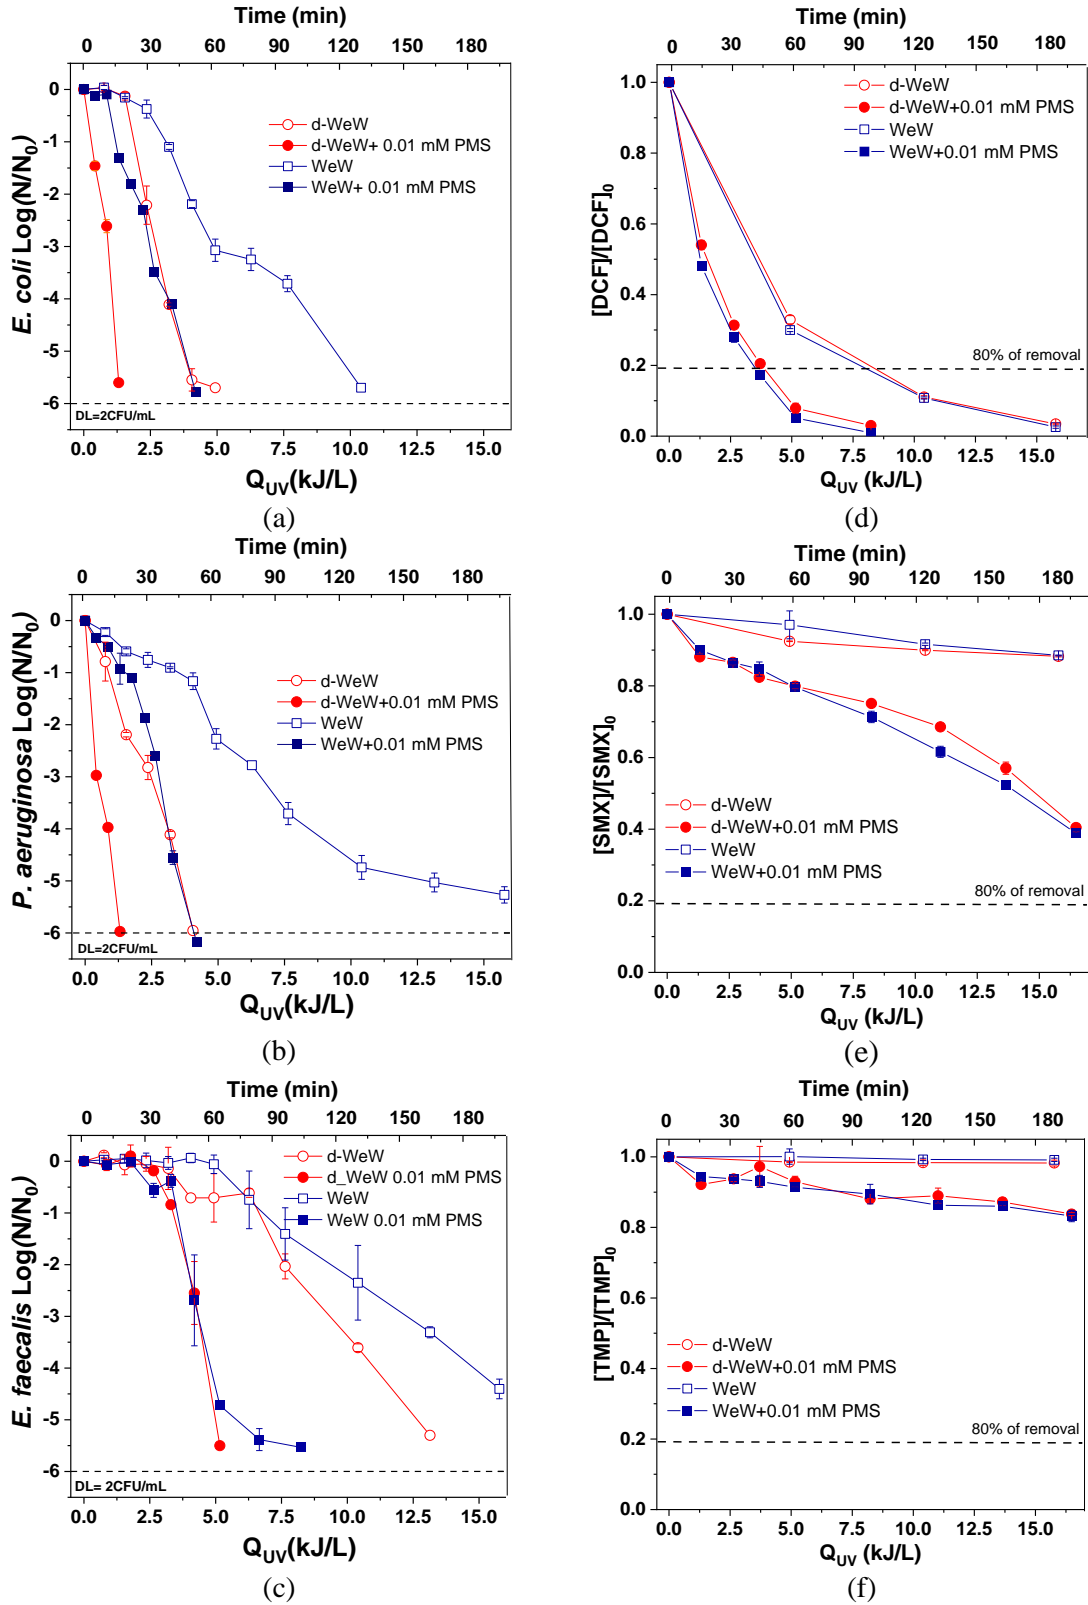 Time (min)
0 30 60 90 120 150 180
0
-1
-2
-3
-4
-5
-6
E. coli Log(N/N0)
d-WeW
d-WeW+ 0.01 mM PMS
WeW
WeW+ 0.01 mM PMS
DL=2CFU/mL
0.0 2.5 5.0 7.5 10.0 12.5 15.0
QUV(kJ/L)
(a)
Time (min)
0 30 60 90 120 150 180
1.0
0.8
0.6
0.4
0.2
0.0
[DCF]/[DCF]0
d-WeW
d-WeW+0.01 mM PMS
WeW
WeW+0.01 mM PMS
80% of removal
0.0 2.5 5.0 7.5 10.0 12.5 15.0
QUV (kJ/L)
(d)
Time (min)
0 30 60 90 120 150 180
0
-1
-2
-3
-4
-5
-6
P. aeruginosa Log(N/N0)
d-WeW
d-WeW+0.01 mM PMS
WeW
WeW+0.01 mM PMS
DL=2CFU/mL
0.0 2.5 5.0 7.5 10.0 12.5 15.0
QUV(kJ/L)
(b)
Time (min)
0 30 60 90 120 150 180
1.0
0.8
0.6
0.4
0.2
0.0
[SMX]/[SMX]0
d-WeW
d-WeW+0.01 mM PMS
WeW
WeW+0.01 mM PMS
80% of removal
0.0 2.5 5.0 7.5 10.0 12.5 15.0
QUV (kJ/L)
(e)
Time (min)
0 30 60 90 120 150 180
0
-1
-2
-3
-4
-5
-6
E. faecalis Log(N/N0)
d-WeW
d_WeW 0.01 mM PMS
WeW
WeW 0.01 mM PMS
DL= 2CFU/mL
0.0 2.5 5.0 7.5 10.0 12.5 15.0
QUV(kJ/L)
(c)
Time (min)
0 30 60 90 120 150 180
1.0
0.8
0.6
0.4
0.2
0.0
[TMP]/[TMP]0
d-WeW
d-WeW+0.01 mM PMS
WeW
WeW+0.01 mM PMS
80% of removal
0.0 2.5 5.0 7.5 10.0 12.5 15.0
QUV (kJ/L)
(f)